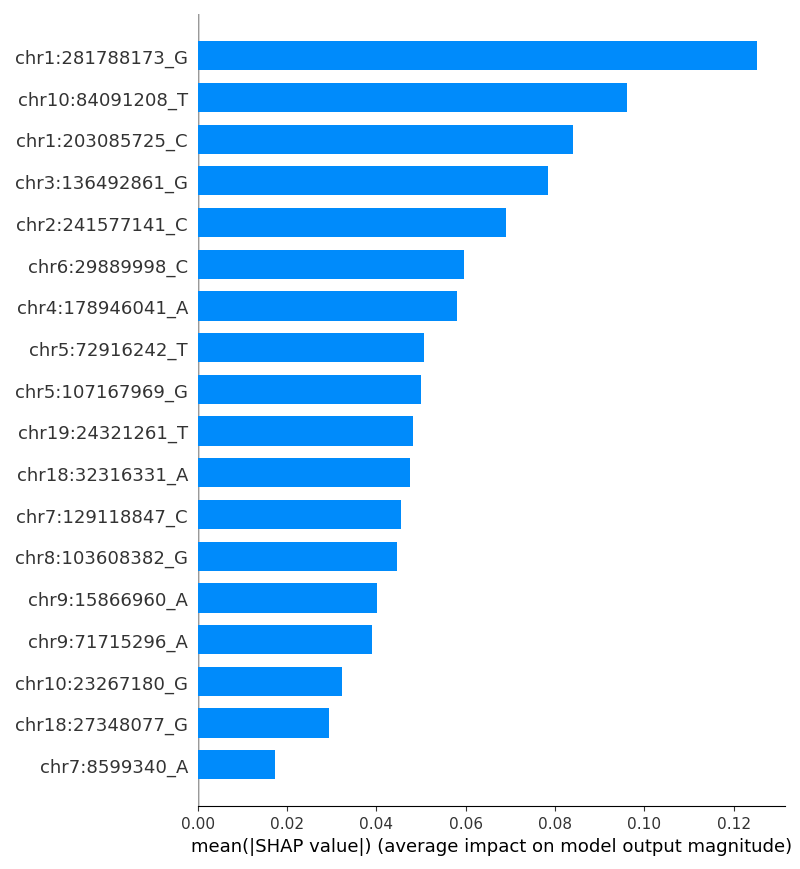 chr1:281788173_G
chr10:84091208_T
chr1:203085725_C
chr3:136492861_G
chr2:241577141_C
chr6:29889998_C
chr4:178946041_A
chr5:72916242_T
chr5:107167969_G
chr19:24321261_T
chr18:32316331_A
chr7:129118847_C
chr8:103608382_G
chr9:15866960_A
chr9:71715296_A
chr10:23267180_G
chr18:27348077_G
chr7:8599340_A
0.00 0.02 0.04 0.06 0.08 0.10 0.12
mean(|SHAP value|) (average impact on model output magnitude)